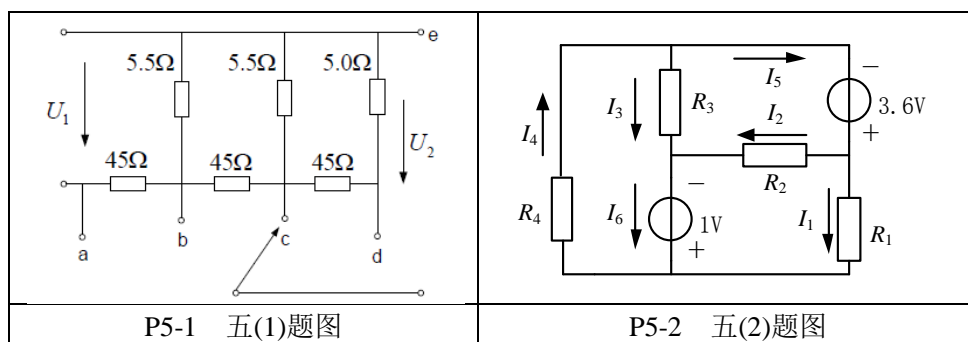 e
5.5Ω 5.5Ω 5.0Ω
U₁
U₂
45Ω 45Ω 45Ω
a b c d
P5-1 五(1)题图
I₅
I₃ R₃
I₄
3.6V
I₂
R₂
R₄
I₆
1V
I₁
R₁
P5-2 五(2)题图